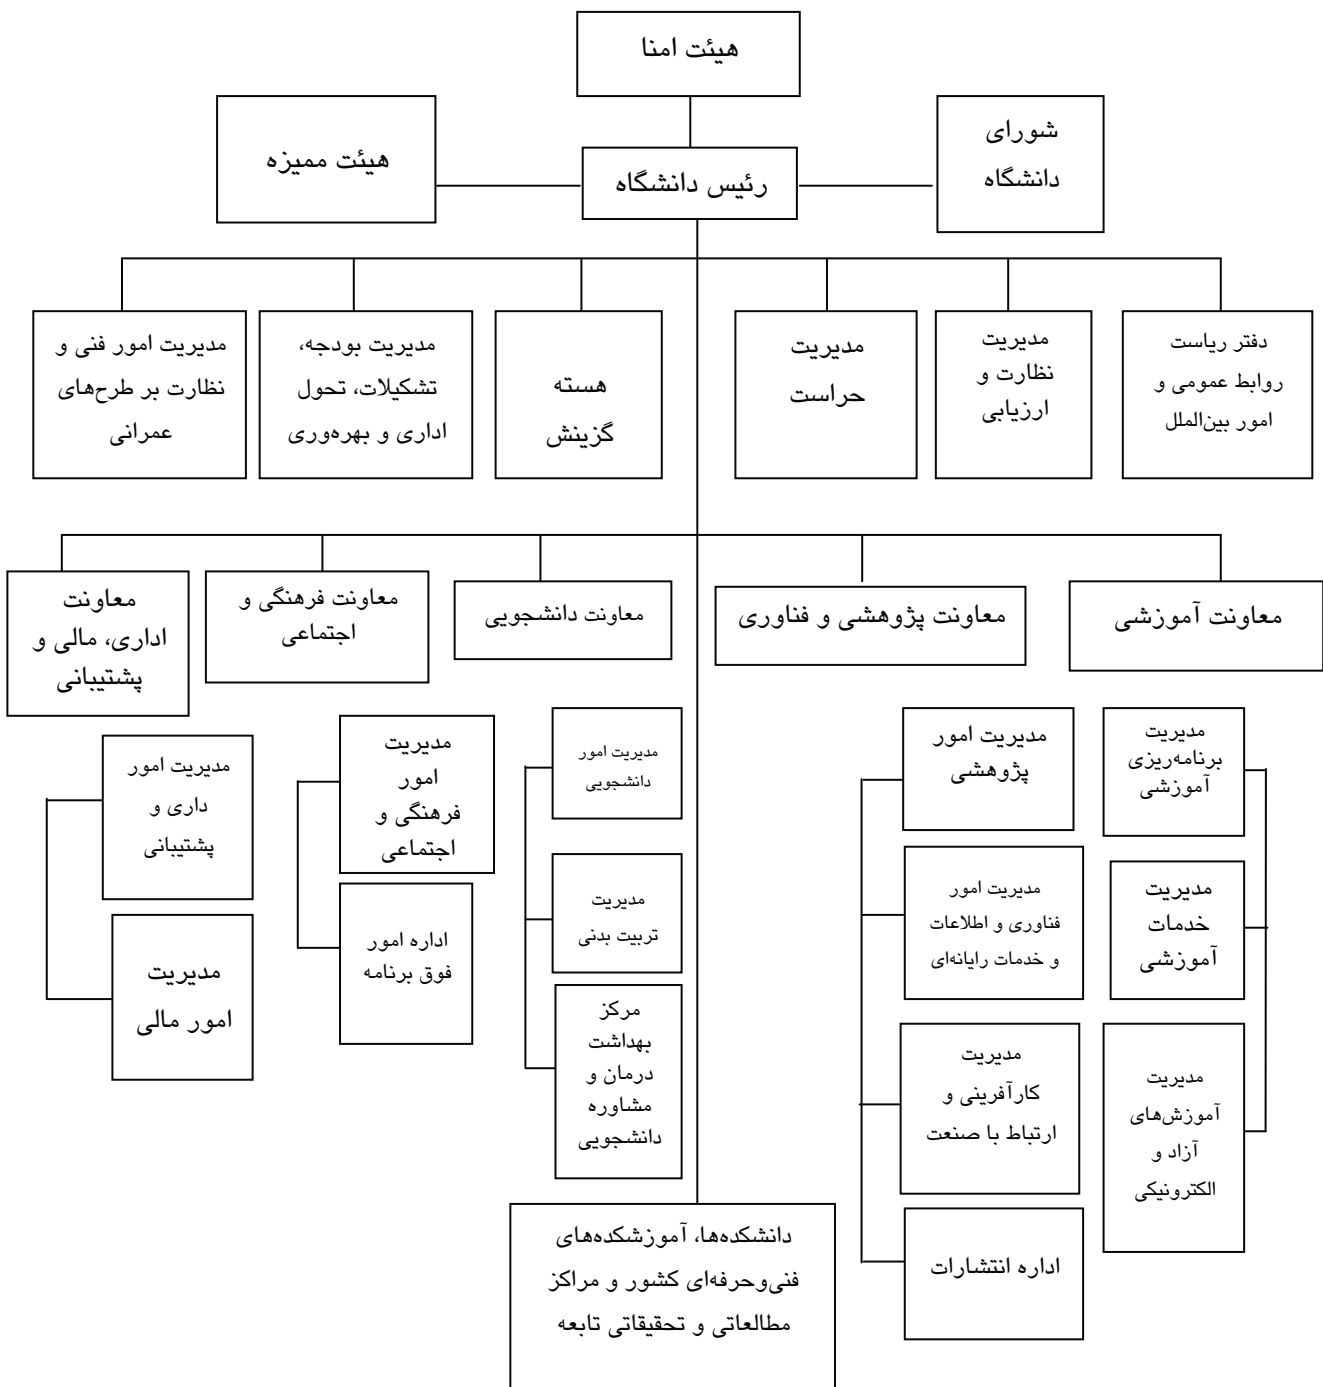 هیئت امنا
شورای
دانشگاه
رئیس دانشگاه
هیئت ممیزه
دفتر ریاست
روابط عمومی و
امور بین‌الملل
مدیریت
نظارت و
ارزیابی
مدیریت
حراست
هسته
گزینش
مدیریت بودجه،
تشکیلات، تحول
اداری و بهره‌وری
مدیریت امور فنی و
نظارت بر طرح‌های
عمرانی
معاونت آموزشی
معاونت پژوهشی و فناوری
معاونت دانشجویی
معاونت فرهنگی و
اجتماعی
معاونت
اداری، مالی و
پشتیبانی
مدیریت
برنامه‌ریزی
آموزشی
مدیریت
خدمات
آموزشی
مدیریت
آموزش‌های
آزاد و
الکترونیکی
مدیریت امور
پژوهشی
مدیریت امور
فناوری و اطلاعات
و خدمات رایانه‌ای
مدیریت
کارآفرینی و
ارتباط با صنعت
اداره انتشارات
مدیریت امور
دانشجویی
مدیریت
تربیت بدنی
مرکز
بهداشت
درمان و
مشاوره
دانشجویی
مدیریت
امور
فرهنگی و
اجتماعی
اداره امور
فوق برنامه
مدیریت امور
داری و
پشتیبانی
مدیریت
امور مالی
دانشکده‌ها، آموزشکده‌های
فنی‌وحرفه‌ای کشور و مراکز
مطالعاتی و تحقیقاتی تابعه